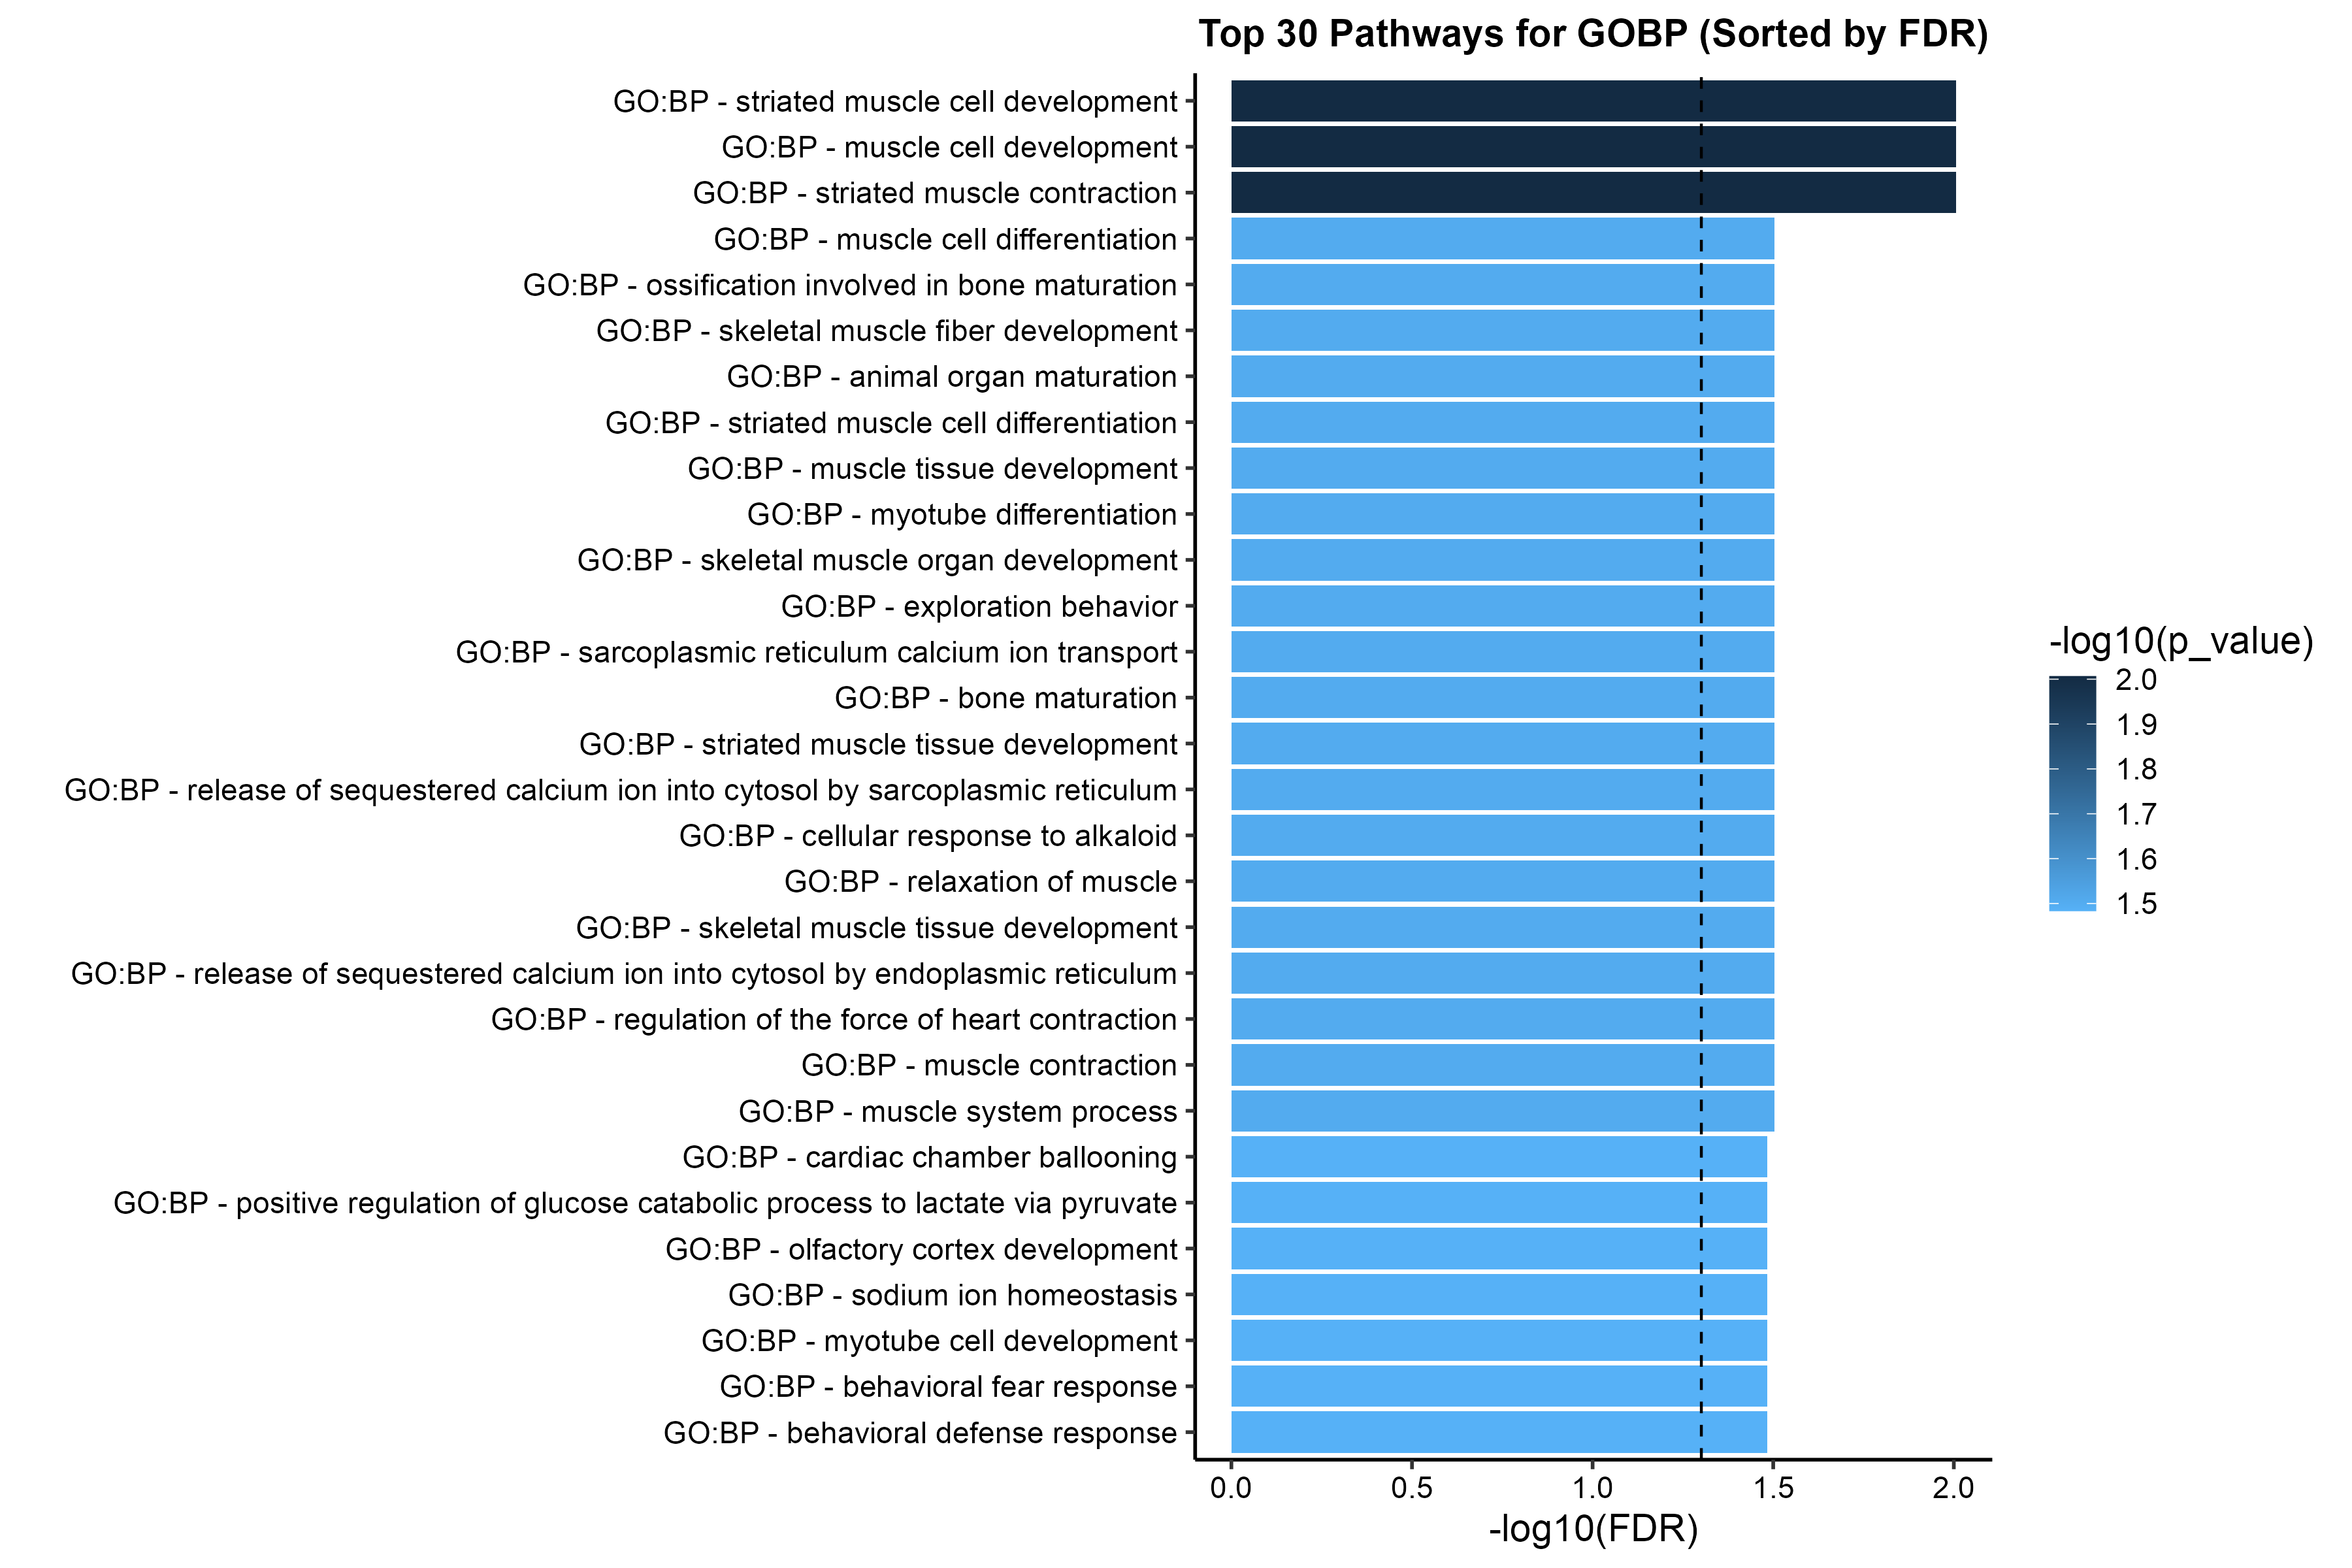 Top 30 Pathways for GOBP (Sorted by FDR)
GO:BP - striated muscle cell development
GO:BP - muscle cell development
GO:BP - striated muscle contraction
GO:BP - muscle cell differentiation
GO:BP - ossification involved in bone maturation
GO:BP - skeletal muscle fiber development
GO:BP - animal organ maturation
GO:BP - striated muscle cell differentiation
GO:BP - muscle tissue development
GO:BP - myotube differentiation
GO:BP - skeletal muscle organ development
GO:BP - exploration behavior
GO:BP - sarcoplasmic reticulum calcium ion transport
GO:BP - bone maturation
GO:BP - striated muscle tissue development
GO:BP - release of sequestered calcium ion into cytosol by sarcoplasmic reticulum
GO:BP - cellular response to alkaloid
GO:BP - relaxation of muscle
GO:BP - skeletal muscle tissue development
GO:BP - release of sequestered calcium ion into cytosol by endoplasmic reticulum
GO:BP - regulation of the force of heart contraction
GO:BP - muscle contraction
GO:BP - muscle system process
GO:BP - cardiac chamber ballooning
GO:BP - positive regulation of glucose catabolic process to lactate via pyruvate
GO:BP - olfactory cortex development
GO:BP - sodium ion homeostasis
GO:BP - myotube cell development
GO:BP - behavioral fear response
GO:BP - behavioral defense response
0.0 0.5 1.0 1.5 2.0
-log10(FDR)
-log10(p_value)
2.0
1.9
1.8
1.7
1.6
1.5